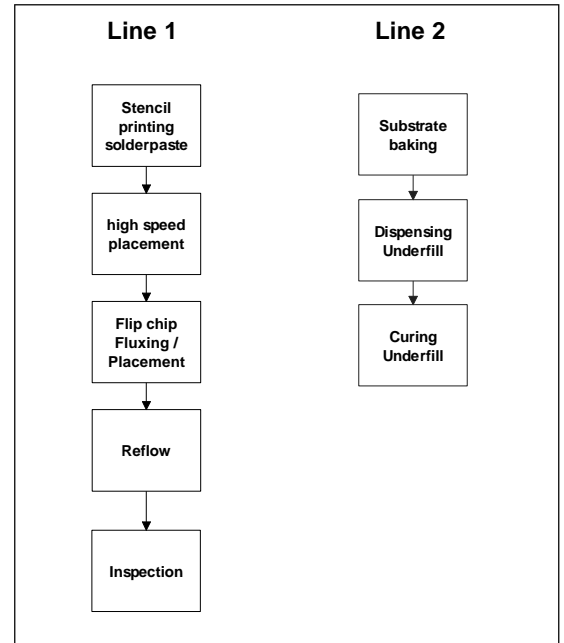 Line 1
Stencil
printing
solderpaste
high speed
placement
Flip chip
Fluxing /
Placement
Reflow
Inspection
Line 2
Substrate
baking
Dispensing
Underfill
Curing
Underfill